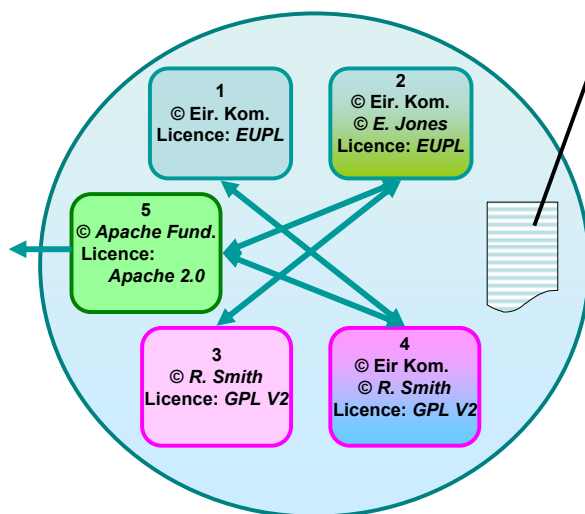 1
© Eir. Kom.
Licence: EUPL
2
© Eir. Kom.
© E. Jones
Licence: EUPL
5
© Apache Fund.
Licence:
Apache 2.0
3
© R. Smith
Licence: GPL V2
4
© Eir Kom.
© R. Smith
Licence: GPL V2